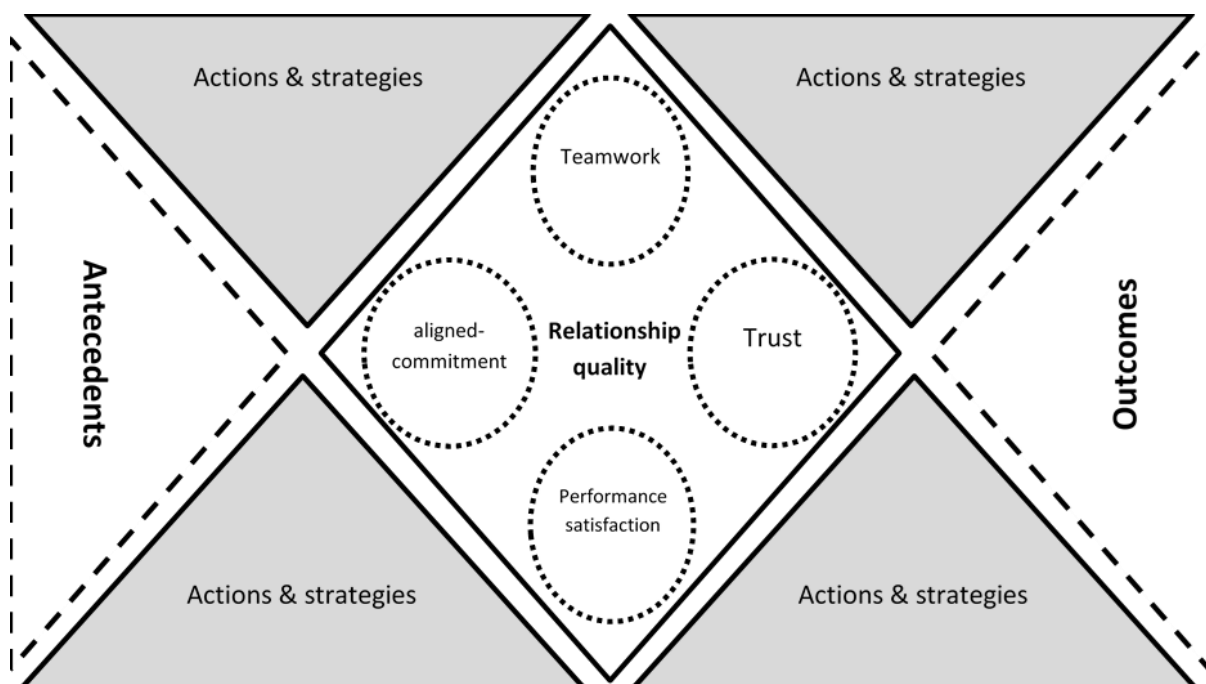 Actions & strategies
Actions & strategies
Teamwork
Antecedents
aligned-
commitment
Relationship
quality
Trust
Outcomes
Performance
satisfaction
Actions & strategies
Actions & strategies